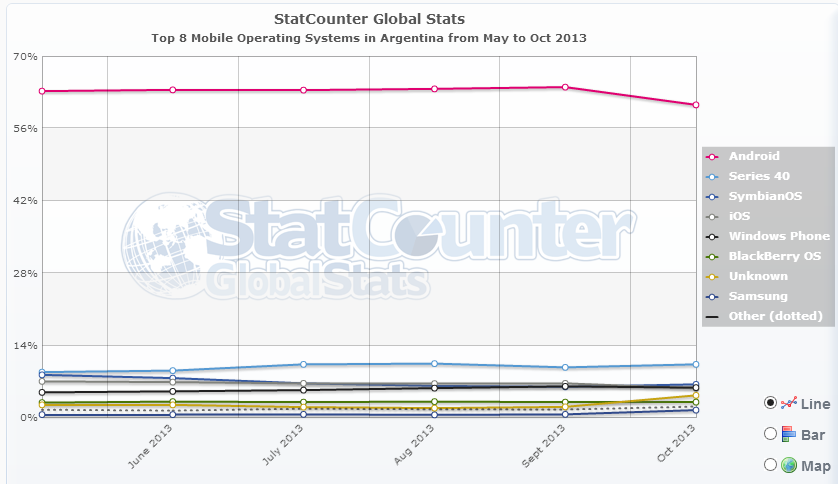 StatCounter Global Stats
Top 8 Mobile Operating Systems in Argentina from May to Oct 2013
70%
56%
42%
28%
14%
0%
StatCounter
GlobalStats
June 2013
July 2013
Aug 2013
Sept 2013
Oct 2013
Android
Series 40
SymbianOS
iOS
Windows Phone
BlackBerry OS
Unknown
Samsung
Other (dotted)
Line
Bar
Map